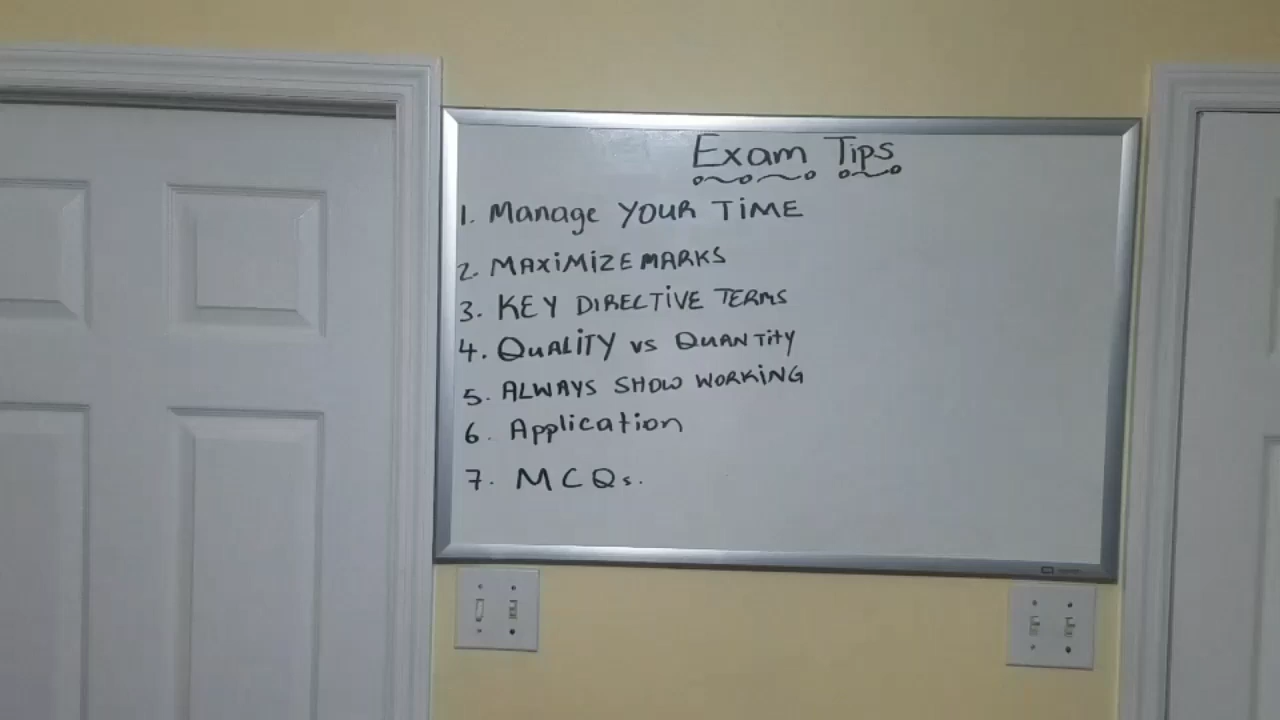 Exam Tips
1. Manage YOUR TiME
2. MAXiMiZE MARKS
3. KEY DIRECTIVE TERMS
4. QuALiTY vs QUANTitY
5. ALWAYS SHOW WORKING
6. Application
7. MCQs.